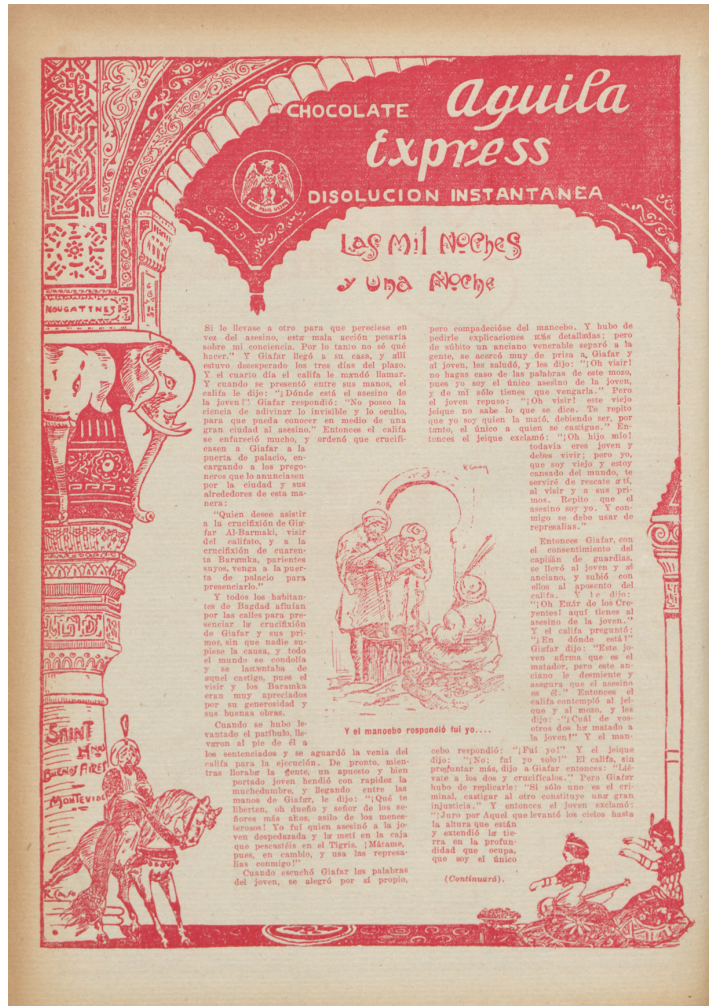 CHOCOLATE Aguila
Express
DISOLUCION INSTANTANEA
Las Mil Noches
y Una Noche
NOUGATTNES
Si le llevase a otro para que pereciese en
vez del asesino, esta mala acción pesaría
sobre mi conciencia. Por lo tanto no sé qué
hacer." Y Giafar llegó a su casa, y allí
estuvo desesperado los tres días del plazo.
Y el cuarto día el califa le mandó llamar.
Y cuando se presentó entre sus manos, el
califa le dijo: "¿Dónde está el asesino de
la joven?" Giafar respondió: "No poseo la
ciencia de adivinar lo invisible y lo oculto,
para que pueda conocer en medio de una
gran ciudad al asesino." Entonces el califa
se enfureció mucho, y ordenó que crucifi-
casen a Giafar a la
puerta de palacio, en-
cargando a los prego-
neros que lo anunciasen
por la ciudad y sus
alrededores de esta ma-
nera:
"Quien desee asistir
a la crucifixión de Gia-
far Al-Barmaki, visir
del califato, y a la
crucifixión de cuaren-
ta Baramka, parientes
suyos, venga a la puer-
ta de palacio para
presenciarlo."
Y todos los habitan-
tes de Bagdad afluían
por las calles para pre-
senciar la crucifixión
de Giafar y sus pri-
mos, sin que nadie su-
piese la causa, y todo
el mundo se condolía
y se lamentaba de
aquel castigo, pues el
visir y los Baramka
eran muy apreciados
por su generosidad y
sus buenas obras.
Cuando se hubo le-
vantado el patíbulo, lle-
varon al pie de él a
los sentenciados y se aguardó la venia del
califa para la ejecución. De pronto, mien-
tras lloraba la gente, un apuesto y bien
portado joven hendió con rapidez la
muchedumbre, y llegando entre las
manos de Giafar, le dijo: "¡Qué te
liberten, oh dueño y señor de los se-
ñores más altos, asilo de los menes-
terosos! Yo fuí quien asesinó a la jo-
ven despedazada y la metí en la caja
que pescastéis en el Tigris. ¡Mátame,
pues, en cambio, y usa las represa-
lias conmigo!"
Cuando escuchó Giafar las palabras
del joven, se alegró por sí propio,
pero compadecióse del mancebo. Y hubo de
pedirle explicaciones más detalladas; pero
de súbito un anciano venerable separó a la
gente, se acercó muy de prisa a Giafar y
al joven, les saludó, y les dijo: "¡Oh visir!
no hagas caso de las palabras de este mozo,
pues yo soy el único asesino de la joven,
y de mí sólo tienes que vengarla." Pero
el joven repuso: "¡Oh visir! este viejo
jeique no sabe lo que se dice. Te repito
que yo soy quien la mató, debiendo ser, por
tanto, el único a quien se castigue." En-
tonces el jeique exclamó: "¡Oh hijo mío!
todavía eres joven y
debes vivir; pero yo,
que soy viejo y estoy
cansado del mundo, te
serviré de rescate a tí,
al visir y a sus pri-
mos. Repito que el
asesino soy yo. Y con-
migo se debe usar de
represalias."
Entonces Giafar, con
el consentimiento del
capitán de guardias,
se llevó al joven y al
anciano, y subió con
ellos al aposento del
califa. Y le dijo:
"¡Oh Emir de los Cre-
yentes! aquí tienes al
asesino de la joven."
Y el califa preguntó:
"¿En dónde está?"
Giafar dijo: "Este jo-
ven afirma que es el
matador, pero este an-
ciano le desmiente y
asegura que el asesino
es él." Entonces el
califa contempló al jei-
que y al mozo, y les
dijo: "¿Cuál de vos-
otros dos ha matado a
la joven?" Y el man-
Y el mancebo respondió fuí yo....
cebo respondió: "¡Fuí yo!" Y el jeique
dijo: "¡No; fuí yo solo!" El califa, sin
preguntar más, dijo a Giafar entonces: "Llé-
vate a los dos y crucifícalos." Pero Giafar
hubo de replicarle: "Si sólo uno es el cri-
minal, castigar al otro constituye una gran
injusticia." Y entonces el joven exclamó:
"¡Juro por Aquel que levantó los cielos hasta
la altura que están
y extendió la tie-
rra en la profun-
didad que ocupa,
que soy el único
(Continuará).
SAINT
Hnos
BUENOS AIRES
MONTEVIDEO